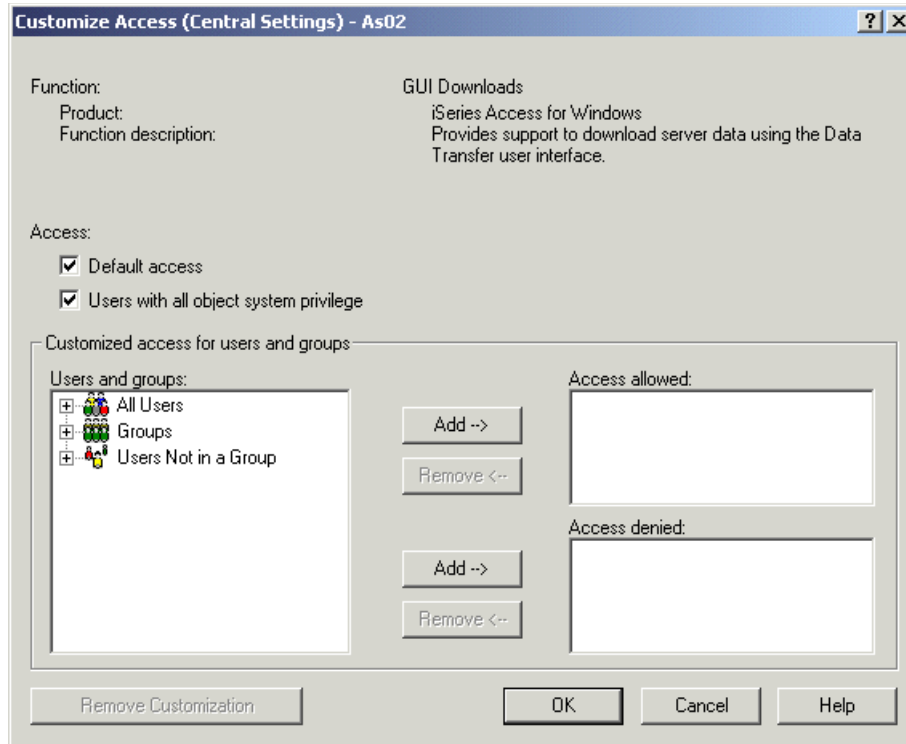 Customize Access (Central Settings) - As02
Function: GUI Downloads
Product: iSeries Access for Windows
Function description: Provides support to download server data using the Data
Transfer user interface.
Access:
Default access
Users with all object system privilege
Customized access for users and groups
Users and groups:
All Users
Groups
Users Not in a Group
Add -->
Remove <--
Add -->
Remove <--
Access allowed:
Access denied:
Remove Customization
OK
Cancel
Help